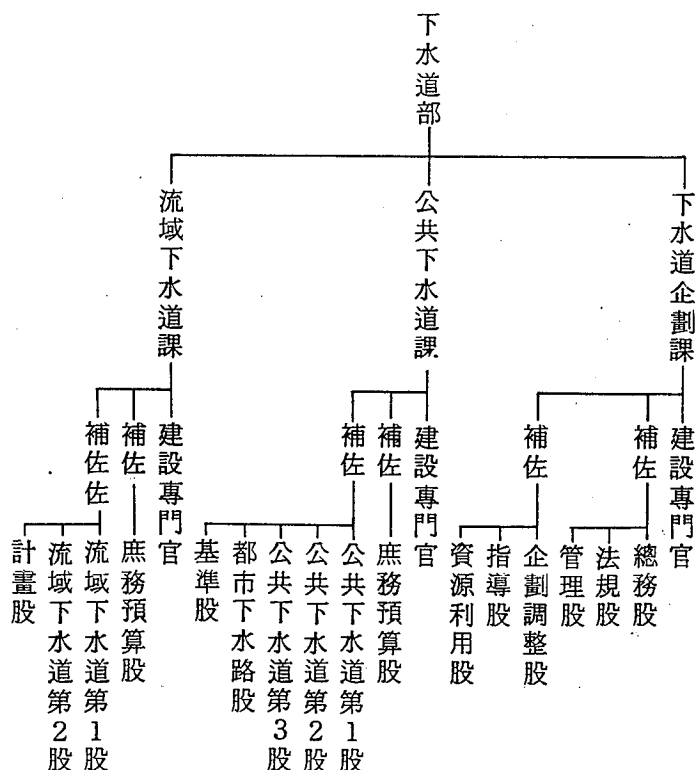 下水道部
下水道企劃課
公共下水道課
流域下水道課
建設專門官
補佐
補佐
建設專門官
補佐
補佐
建設專門官
補佐
補佐佐
總務股
法規股
管理股
企劃調整股
指導股
資源利用股
庶務預算股
公共下水道第1股
公共下水道第2股
公共下水道第3股
都市下水路股
基準股
庶務預算股
流域下水道第1股
流域下水道第2股
計畫股